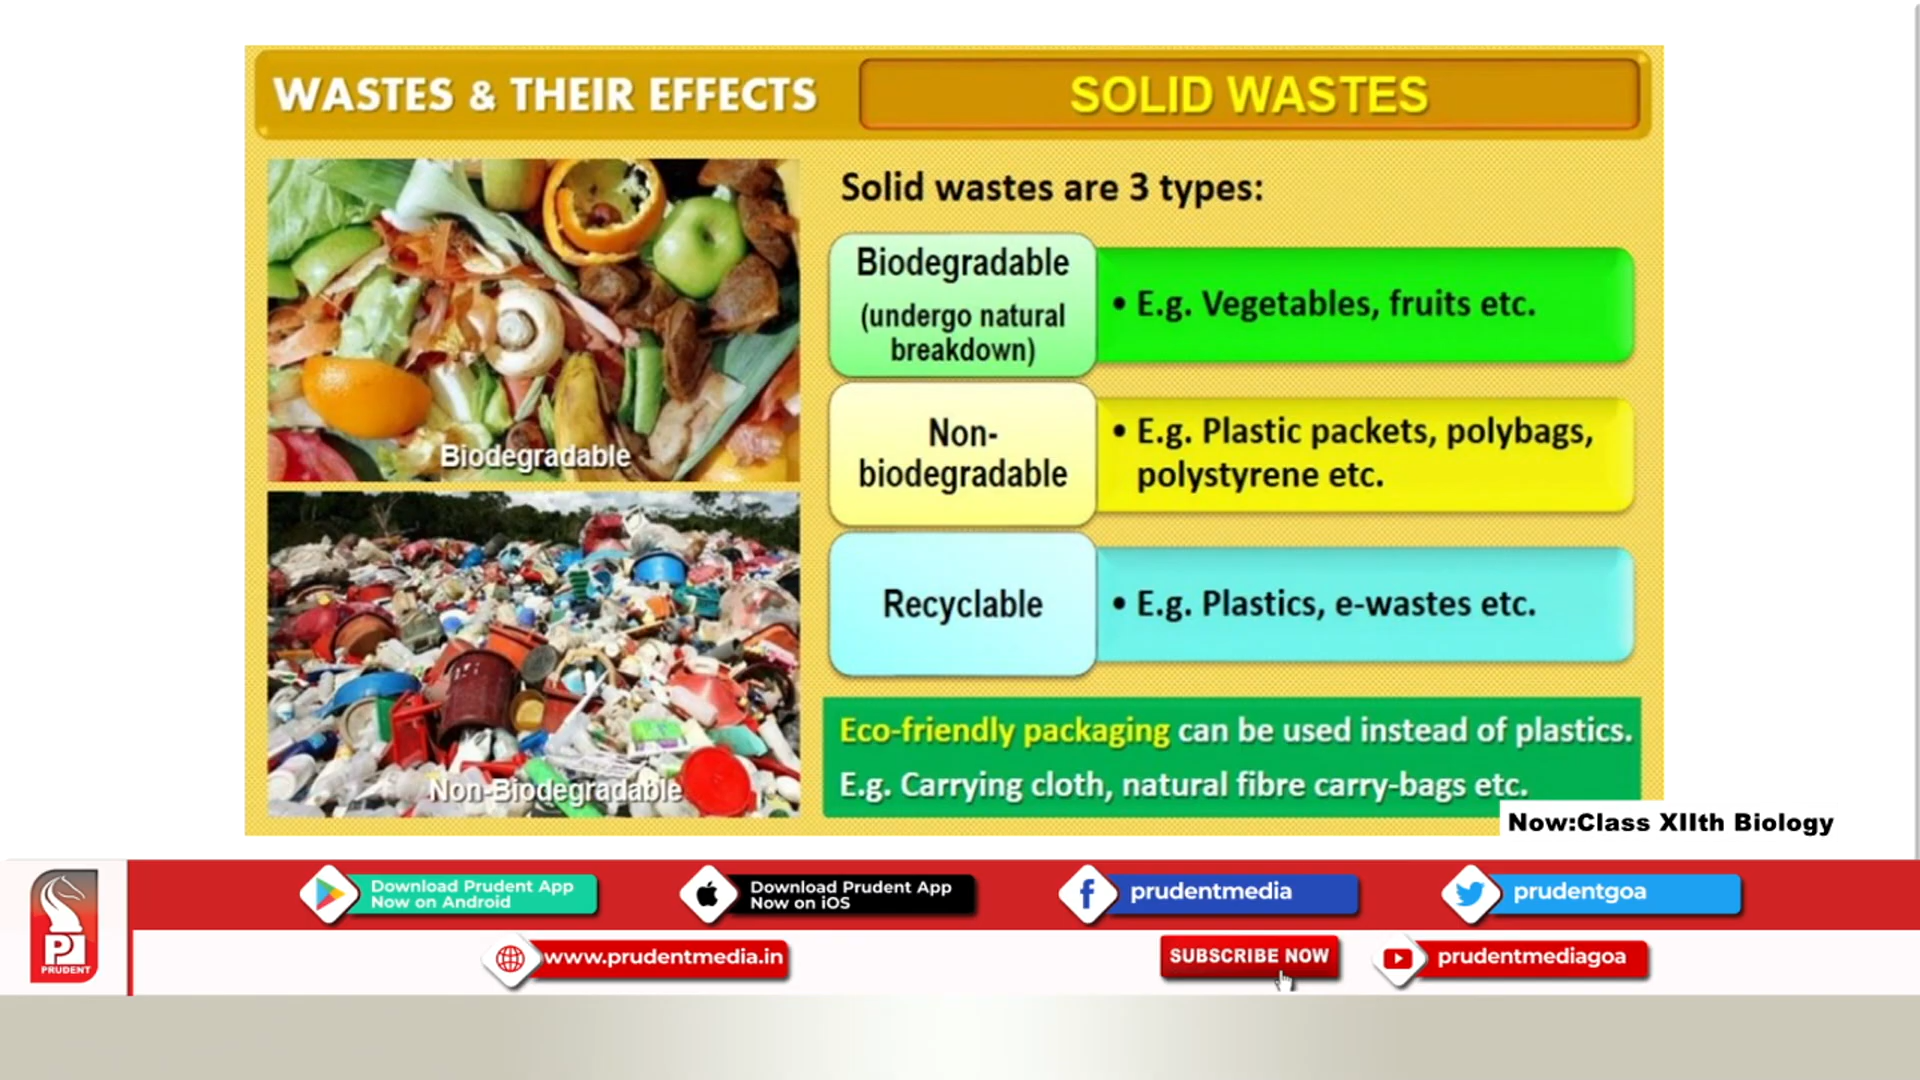 WASTES & THEIR EFFECTS
SOLID WASTES
Biodegradable
Non-Biodegradable
Solid wastes are 3 types:
Biodegradable
(undergo natural
breakdown)
• E.g. Vegetables, fruits etc.
Non-
biodegradable
• E.g. Plastic packets, polybags,
polystyrene etc.
Recyclable
• E.g. Plastics, e-wastes etc.
Eco-friendly packaging can be used instead of plastics.
E.g. Carrying cloth, natural fibre carry-bags etc.
Now:Class XIIth Biology
PRUDENT
Download Prudent App
Now on Android
Download Prudent App
Now on iOS
prudentmedia
prudentgoa
www.prudentmedia.in
SUBSCRIBE NOW
prudentmediagoa